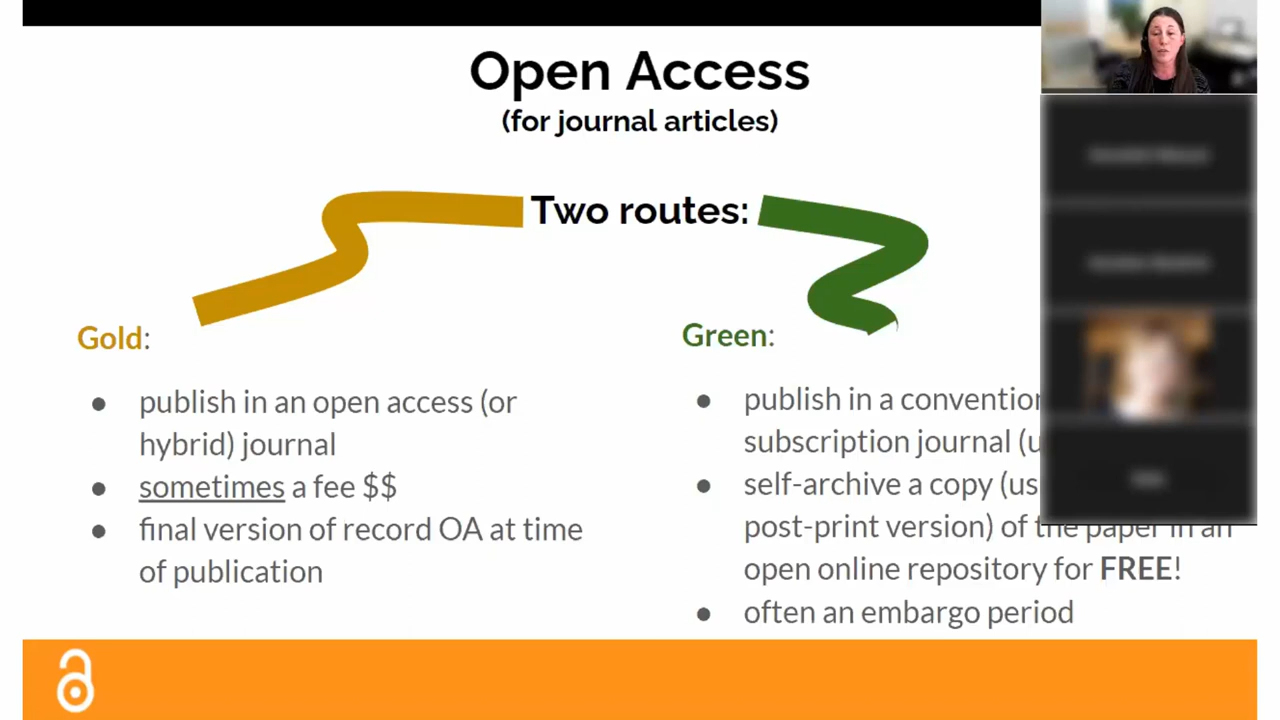 Open Access
(for journal articles)
Two routes:
Gold:
● publish in an open access (or
hybrid) journal
● sometimes a fee $$
● final version of record OA at time
of publication
Green:
● publish in a
subscription journal
● self-archive a copy
post-print version) of the paper in an
open online repository for FREE!
● often an embargo period